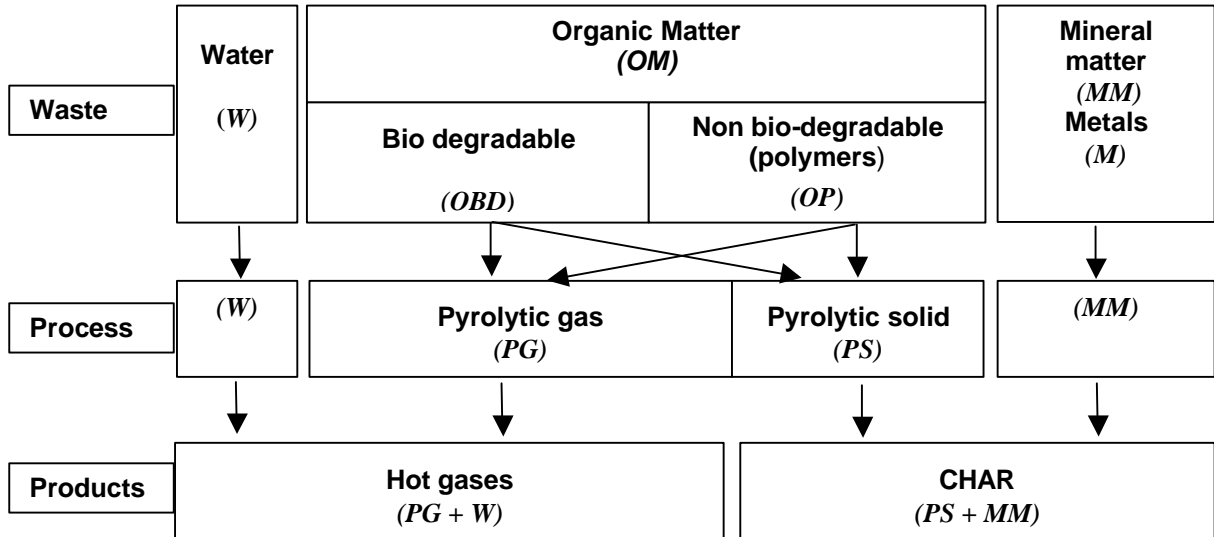 Waste
Water
(W)
Organic Matter
(OM)
Bio degradable
(OBD)
Non bio-degradable
(polymers)
(OP)
Mineral
matter
(MM)
Metals
(M)
Process
(W)
Pyrolytic gas
(PG)
Pyrolytic solid
(PS)
(MM)
Products
Hot gases
(PG + W)
CHAR
(PS + MM)